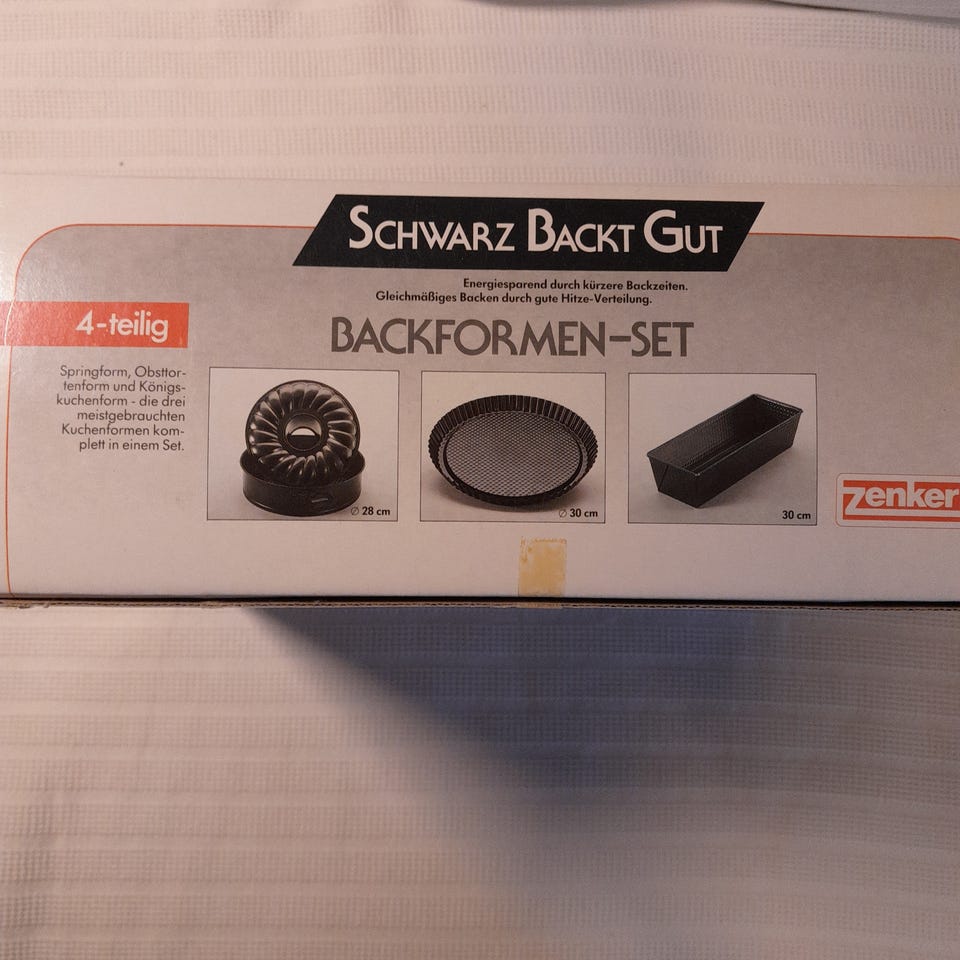 SCHWARZ BACKT GUT
Energiesparend durch kürzere Backzeiten.
Gleichmäßiges Backen durch gute Hitze-Verteilung.
4-teilig
BACKFORMEN-SET
Springform, Obsttor-
tenform und Königs-
kuchenform - die drei
meistgebrauchten
Kuchenformen kom-
plett in einem Set.
∅ 28 cm
∅ 30 cm
30 cm
zenker